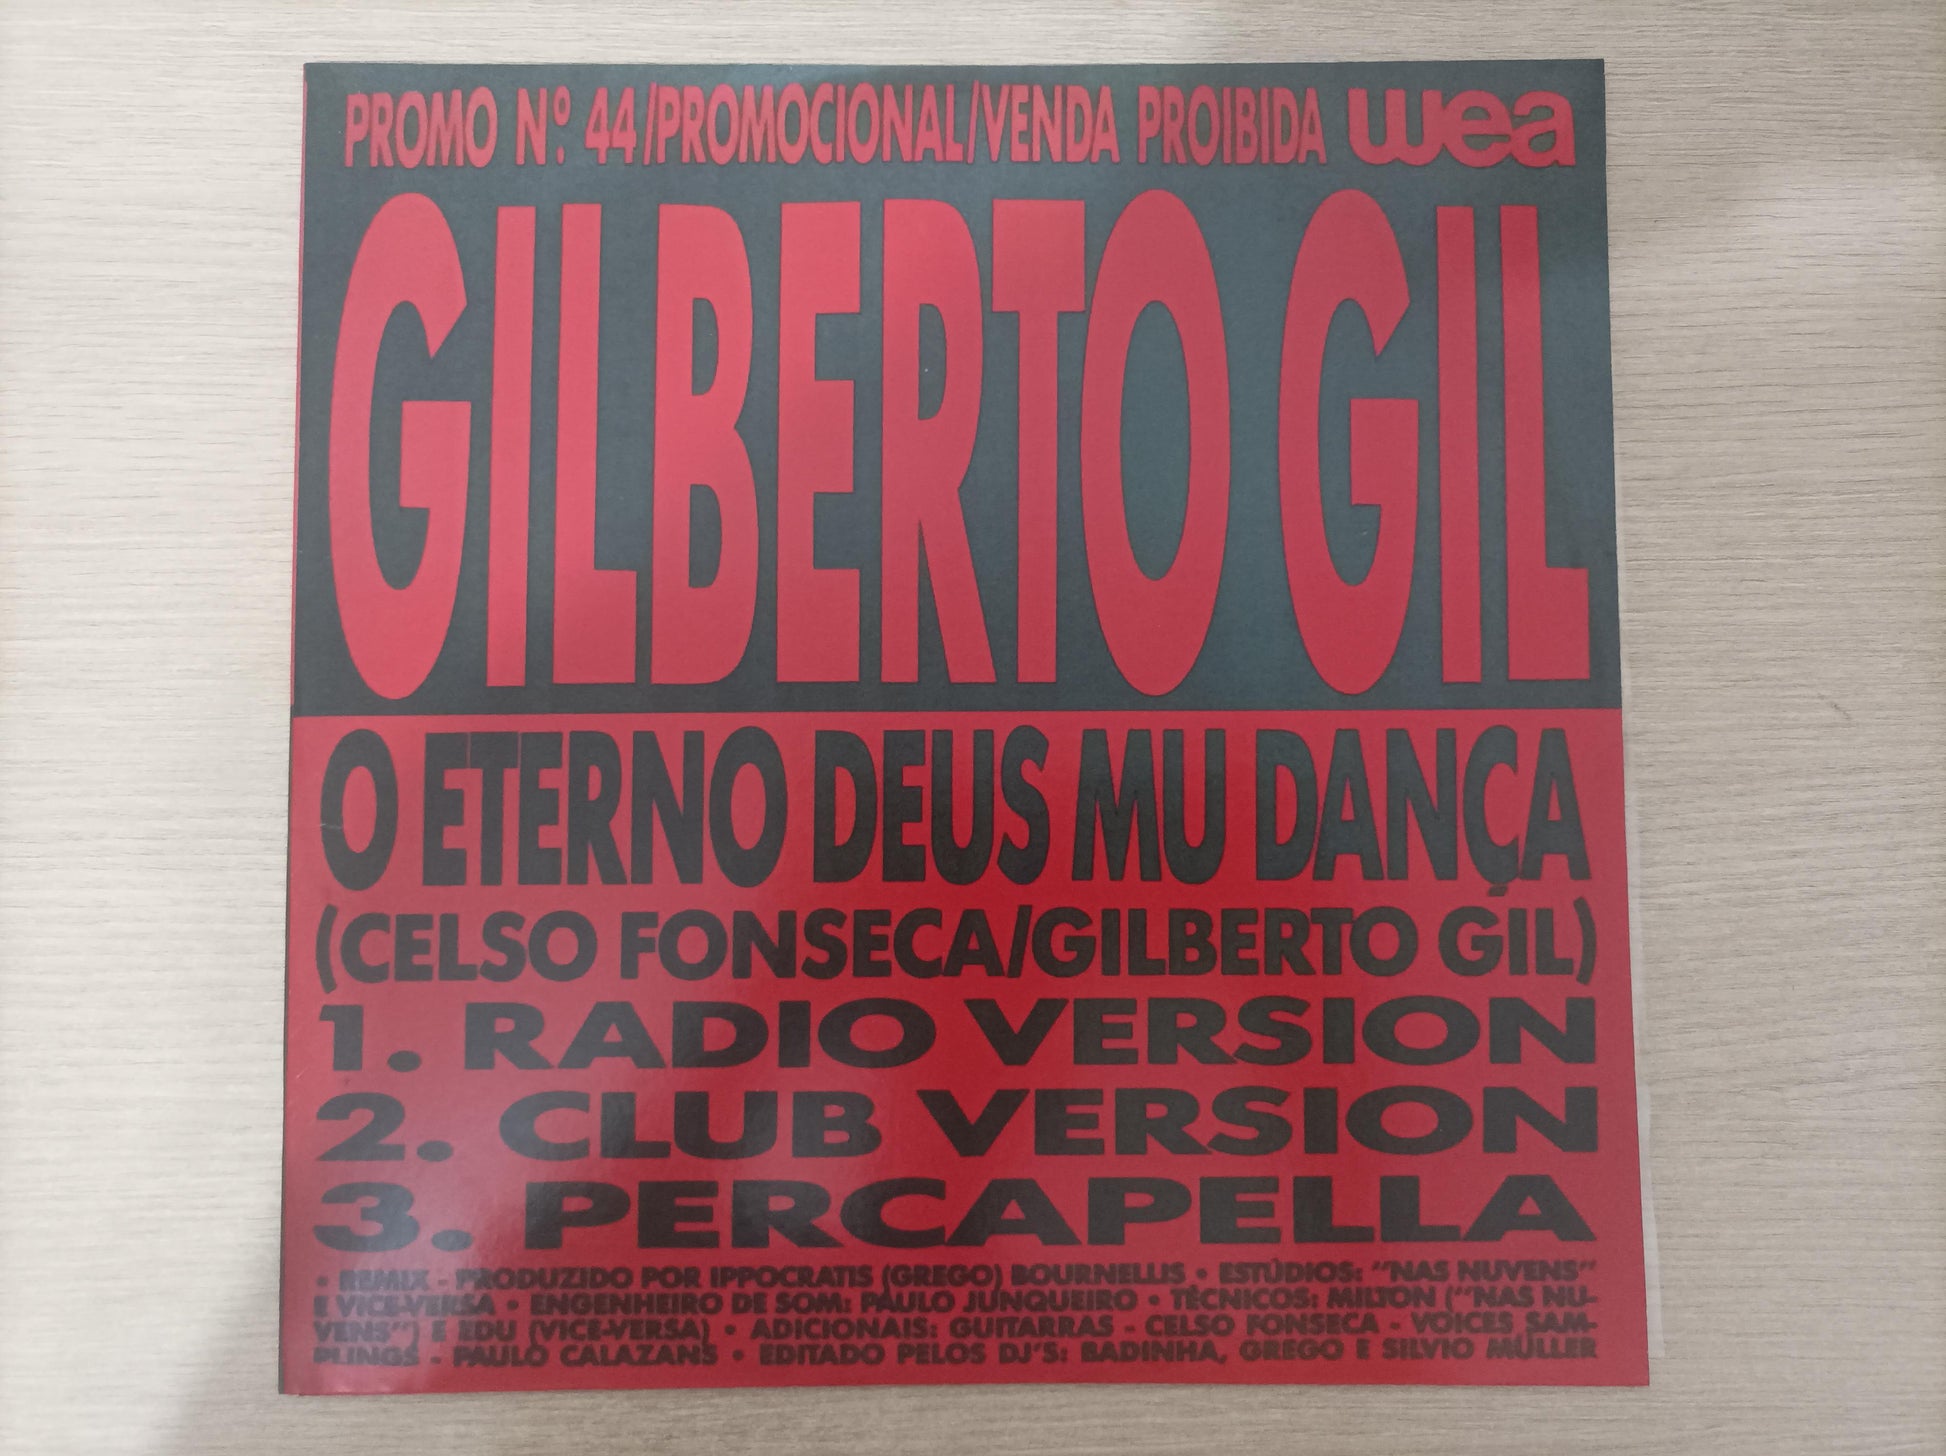 PROMO Nº. 44/PROMOCIONAL/VENDA PROIBIDA wea
GILBERTO GIL
O ETERNO DEUS MU DANÇA
(CELSO FONSECA/GILBERTO GIL)
1. RADIO VERSION
2. CLUB VERSION
3. PERCAPELLA
• REMIX - PRODUZIDO POR IPPOCRATIS (GREGO) BOURNELLIS • ESTÚDIOS: "NAS NUVENS"
E VICE-VERSA • ENGENHEIRO DE SOM: PAULO JUNQUEIRO • TÉCNICOS: MILTON ("NAS NU-
VENS") E EDU (VICE-VERSA) • ADICIONAIS: GUITARRAS - CELSO FONSECA - VOICES SAM-
PLINGS - PAULO CALAZANS • EDITADO PELOS DJ'S: BADINHA, GREGO E SILVIO MÜLLER